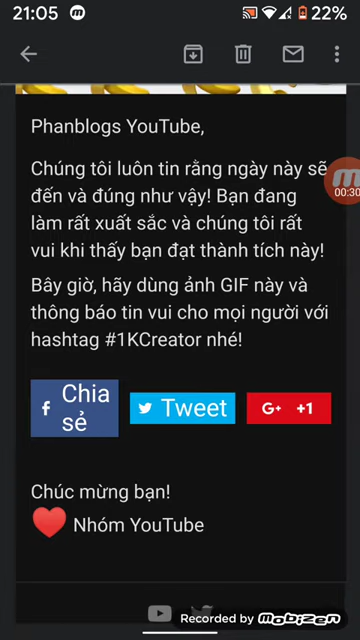 21:05
22%
Phanblogs YouTube,
Chúng tôi luôn tin rằng ngày này sẽ
đến và đúng như vậy! Bạn đang
làm rất xuất sắc và chúng tôi rất
vui khi thấy bạn đạt thành tích này!
00:30
Bây giờ, hãy dùng ảnh GIF này và
thông báo tin vui cho mọi người với
hashtag #1KCreator nhé!
Chia
sẻ
Tweet
G+ +1
Chúc mừng bạn!
Nhóm YouTube
Recorded by mobizen